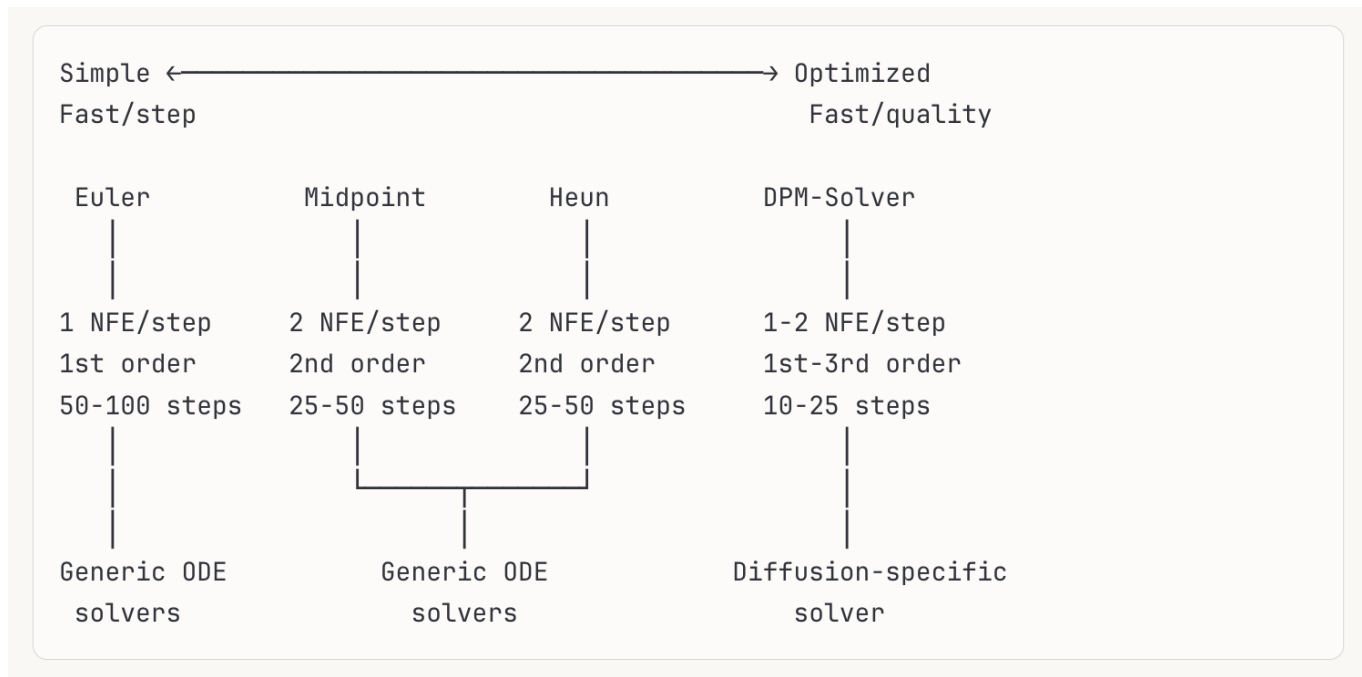 Simple ←──────────────────────────────────────→ Optimized
Fast/step Fast/quality
Euler Midpoint Heun DPM-Solver
1 NFE/step 2 NFE/step 2 NFE/step 1-2 NFE/step
1st order 2nd order 2nd order 1st-3rd order
50-100 steps 25-50 steps 25-50 steps 10-25 steps
Generic ODE Generic ODE Diffusion-specific
solvers solvers solver